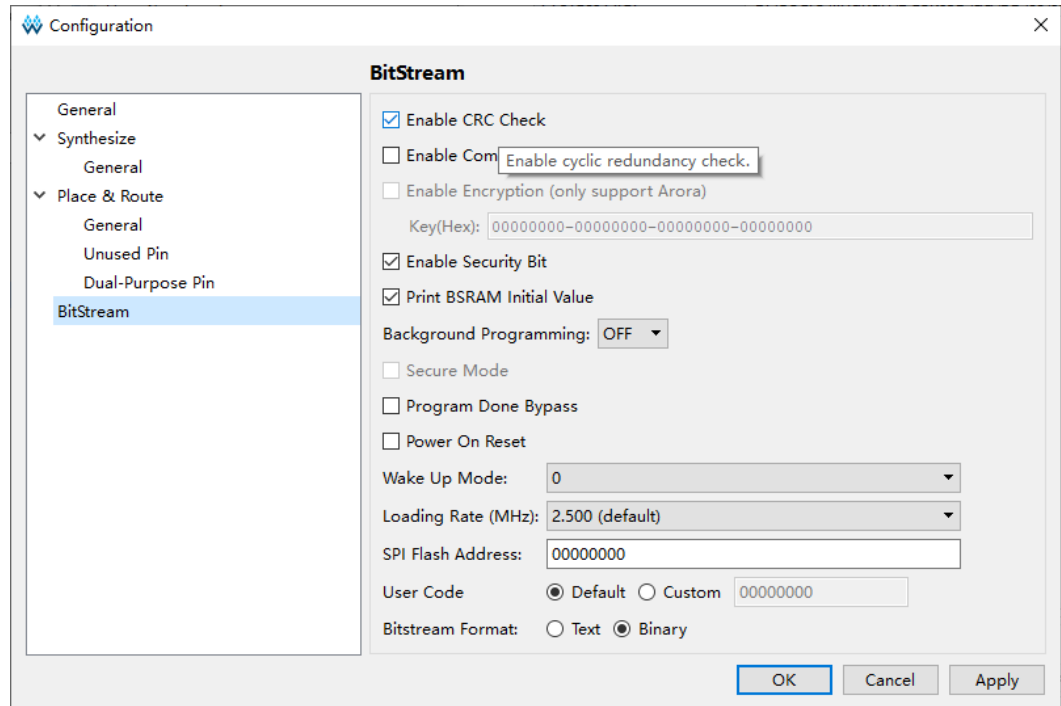 Configuration
BitStream
General
Synthesize
General
Place & Route
General
Unused Pin
Dual-Purpose Pin
BitStream
Enable CRC Check
Enable Com
Enable cyclic redundancy check.
Enable Encryption (only support Arora)
Key(Hex): 00000000-00000000-00000000-00000000
Enable Security Bit
Print BSRAM Initial Value
Background Programming: OFF
Secure Mode
Program Done Bypass
Power On Reset
Wake Up Mode: 0
Loading Rate (MHz): 2.500 (default)
SPI Flash Address: 00000000
User Code Default Custom 00000000
Bitstream Format: Text Binary
OK Cancel Apply